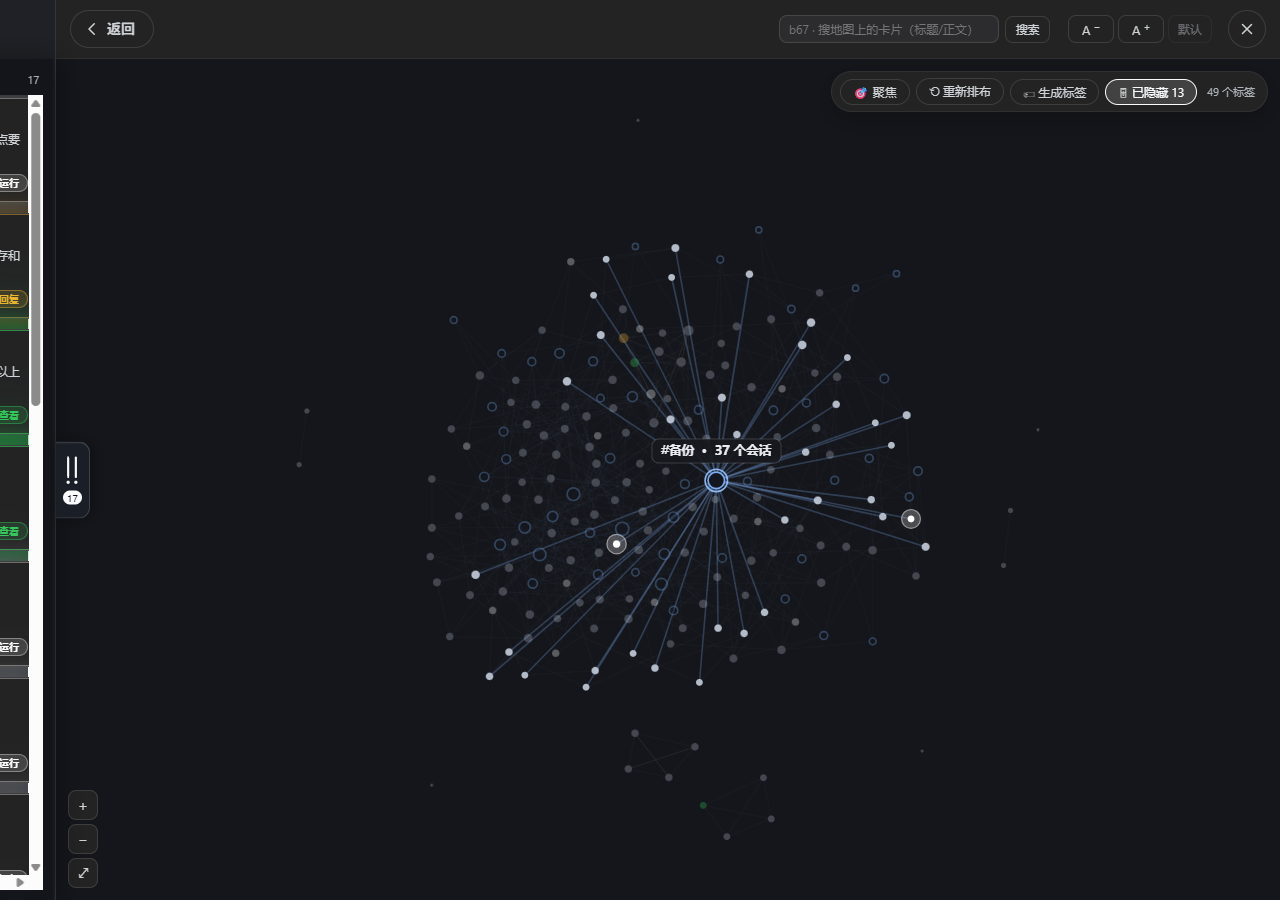 返回
b67 · 搜地图上的卡片（标题/正文）
搜索
A⁻
A⁺
默认
聚焦
重新排布
生成标签
已隐藏 13
49 个标签
17
点要
运行
存和
回复
以上
查看
查看
运行
运行
#备份 • 37 个会话
17
+
−